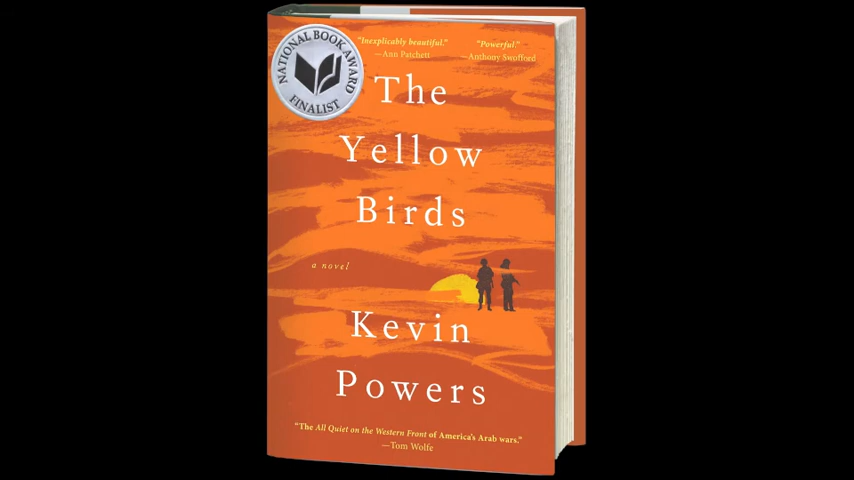 NATIONAL BOOK AWARD
FINALIST
"Inexplicably beautiful."
—Ann Patchett
"Powerful."
—Anthony Swofford
The
Yellow
Birds
a novel
Kevin
Powers
"The All Quiet on the Western Front of America's Arab wars."
—Tom Wolfe